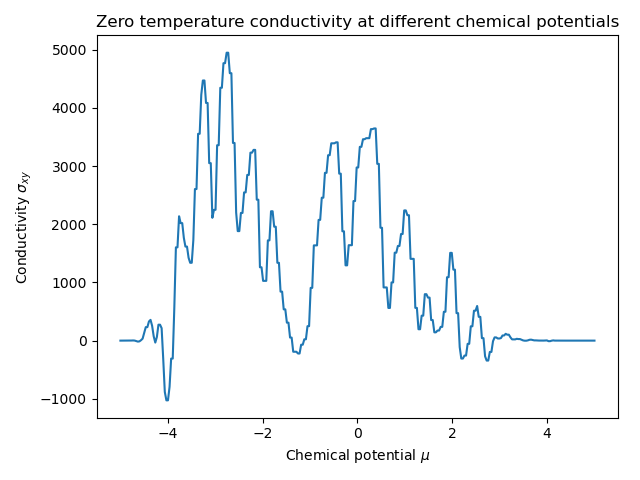 Zero temperature conductivity at different chemical potentials
5000
4000
3000
2000
1000
0
−1000
Conductivity σxy
−4 −2 0 2 4
Chemical potential μ